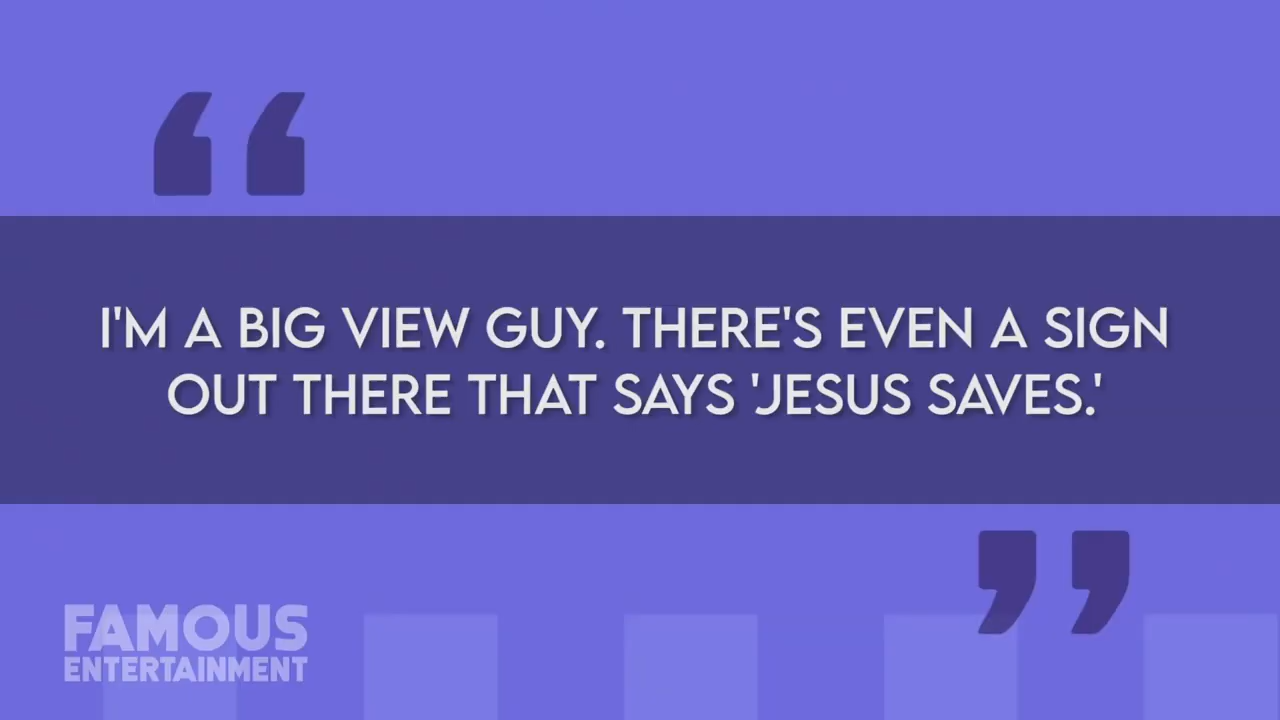 I'M A BIG VIEW GUY. THERE'S EVEN A SIGN
OUT THERE THAT SAYS 'JESUS SAVES.'
FAMOUS
ENTERTAINMENT